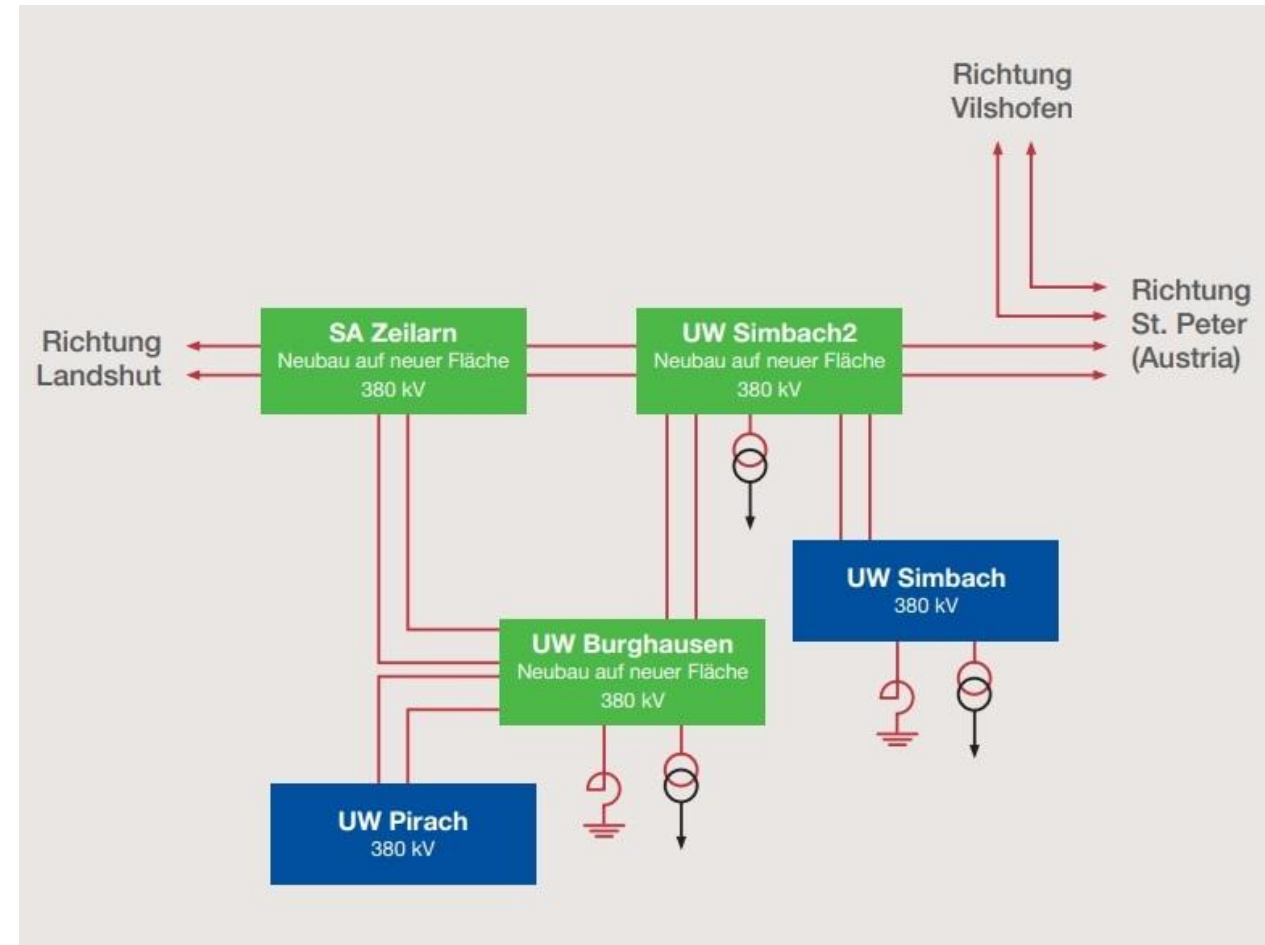 Richtung
Vilshofen
Richtung
St. Peter
(Austria)
Richtung
Landshut
SA Zeilarn
Neubau auf neuer Fläche
380 kV
UW Simbach2
Neubau auf neuer Fläche
380 kV
UW Simbach
380 kV
UW Burghausen
Neubau auf neuer Fläche
380 kV
UW Pirach
380 kV